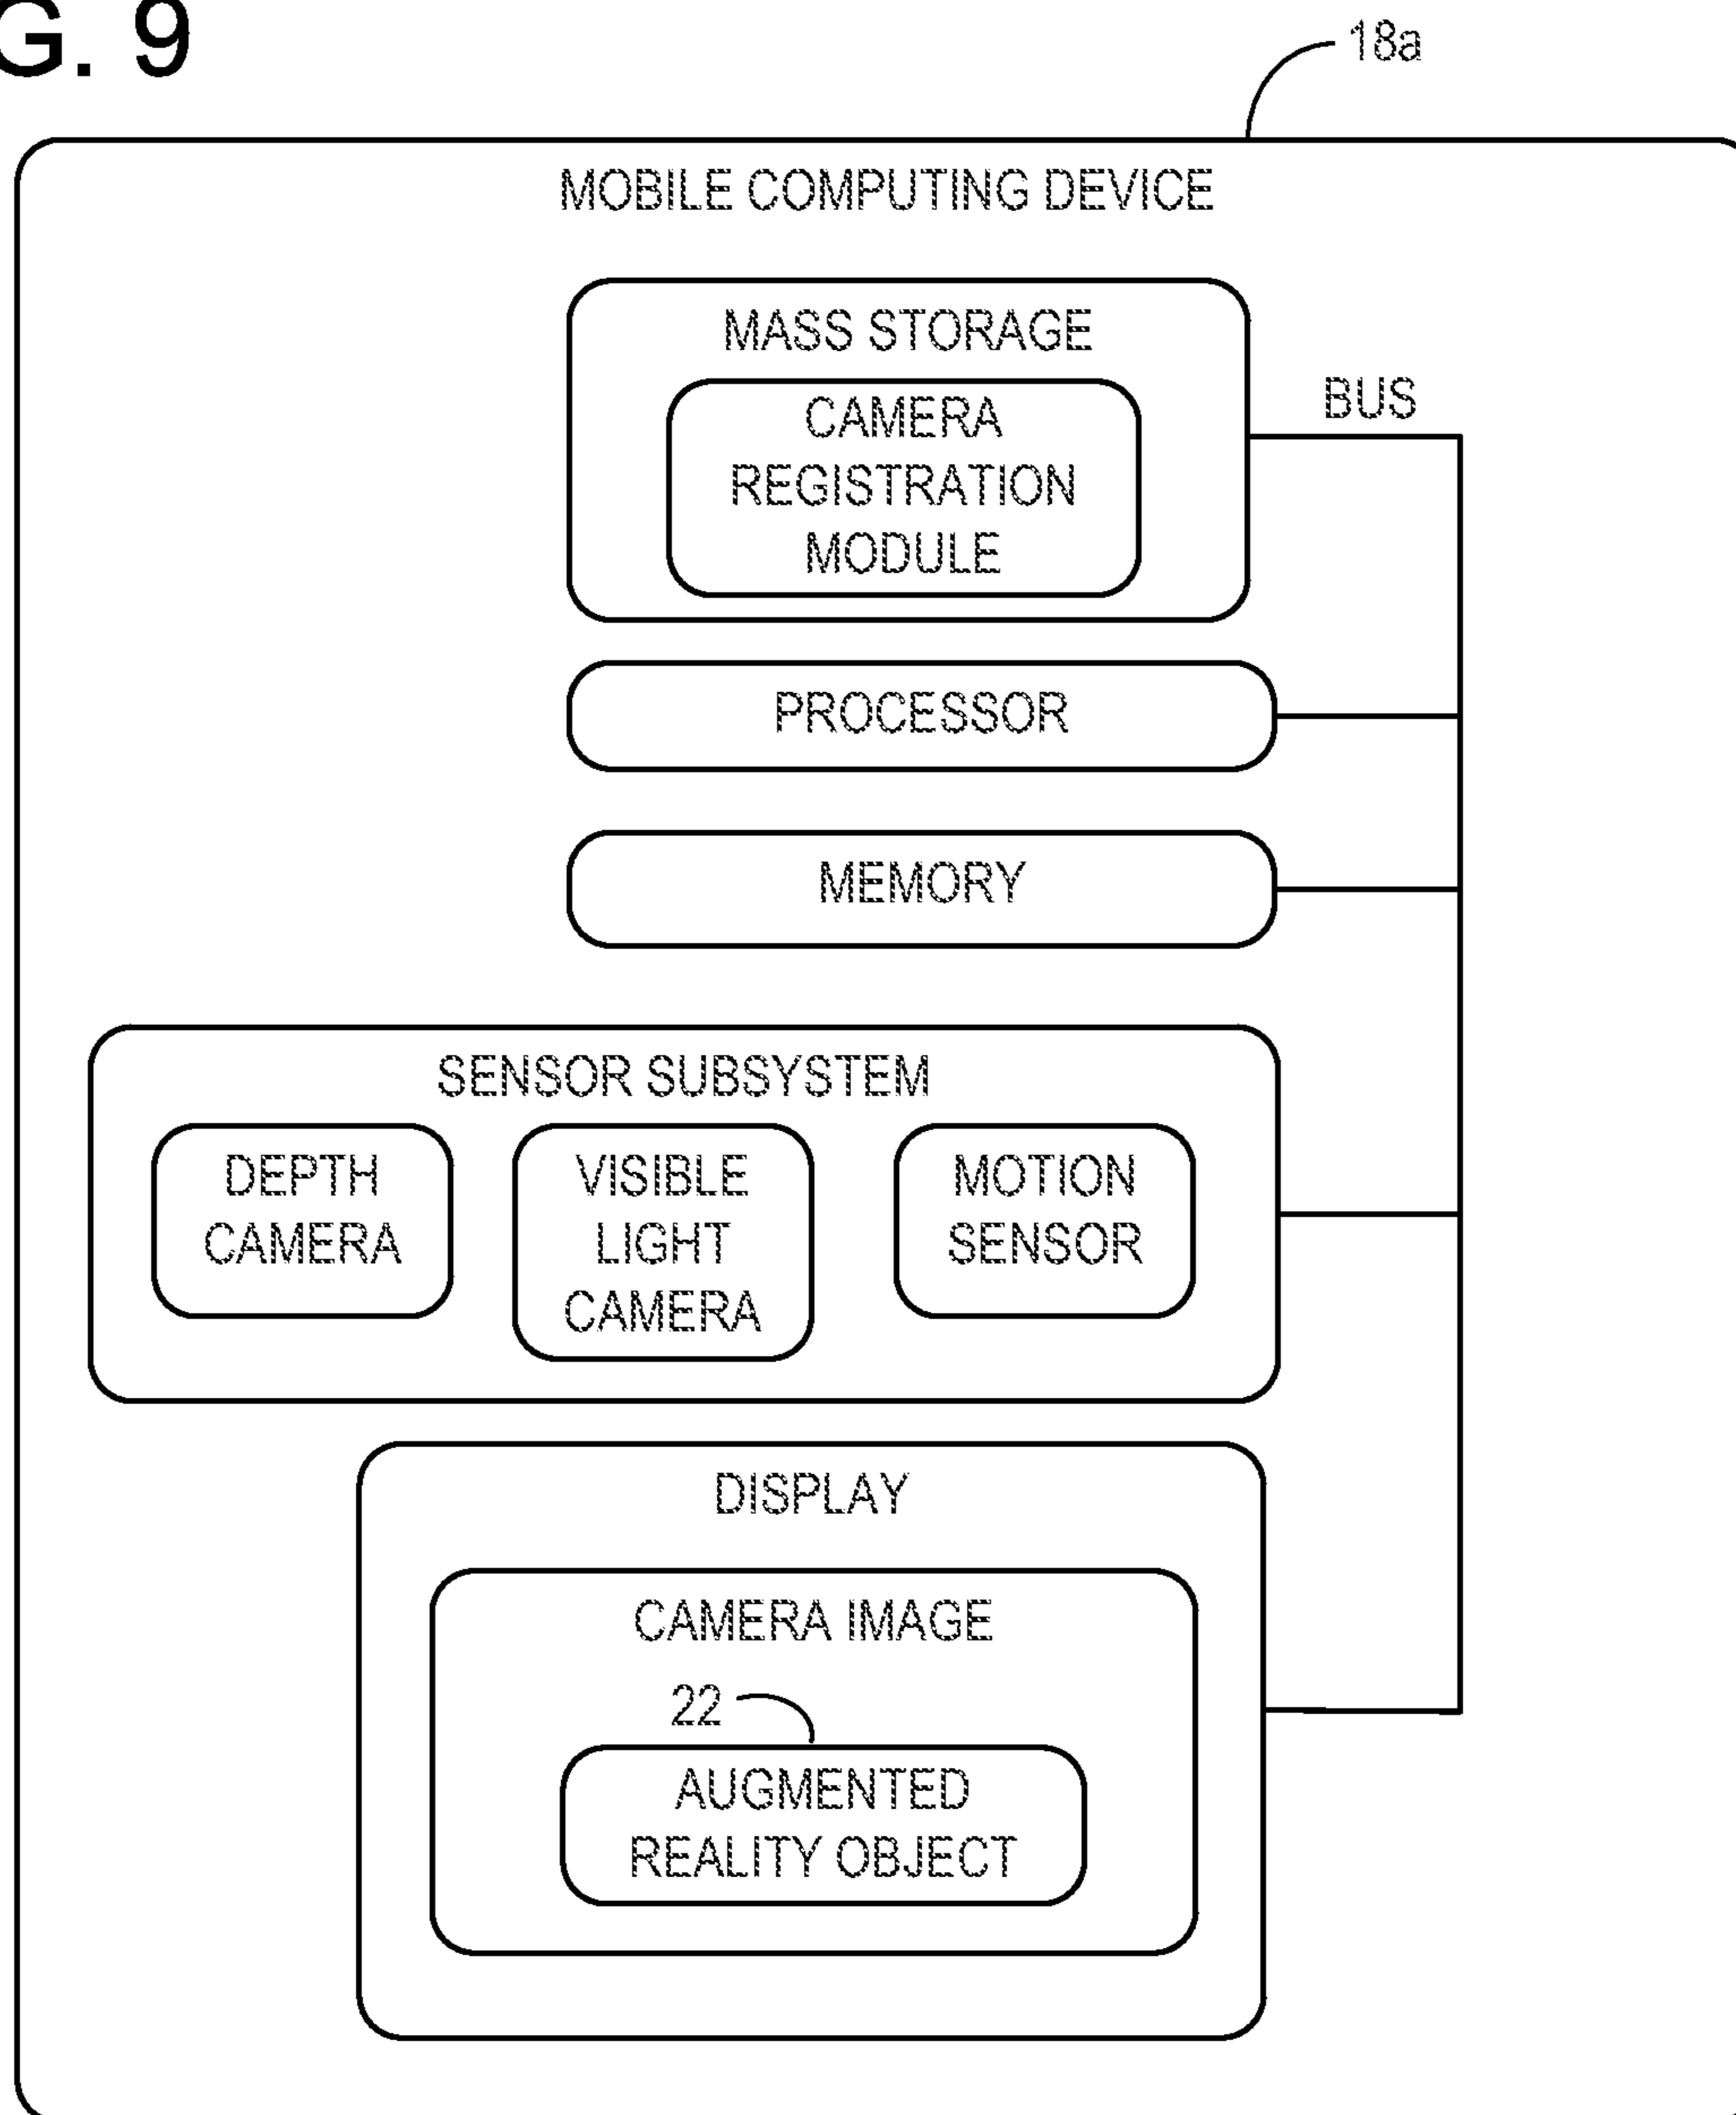 G. 9
18a
MOBILE COMPUTING DEVICE
MASS STORAGE
CAMERA
REGISTRATION
MODULE
BUS
PROCESSOR
MEMORY
SENSOR SUBSYSTEM
DEPTH
CAMERA
VISIBLE
LIGHT
CAMERA
MOTION
SENSOR
DISPLAY
CAMERA IMAGE
22
AUGMENTED
REALITY OBJECT